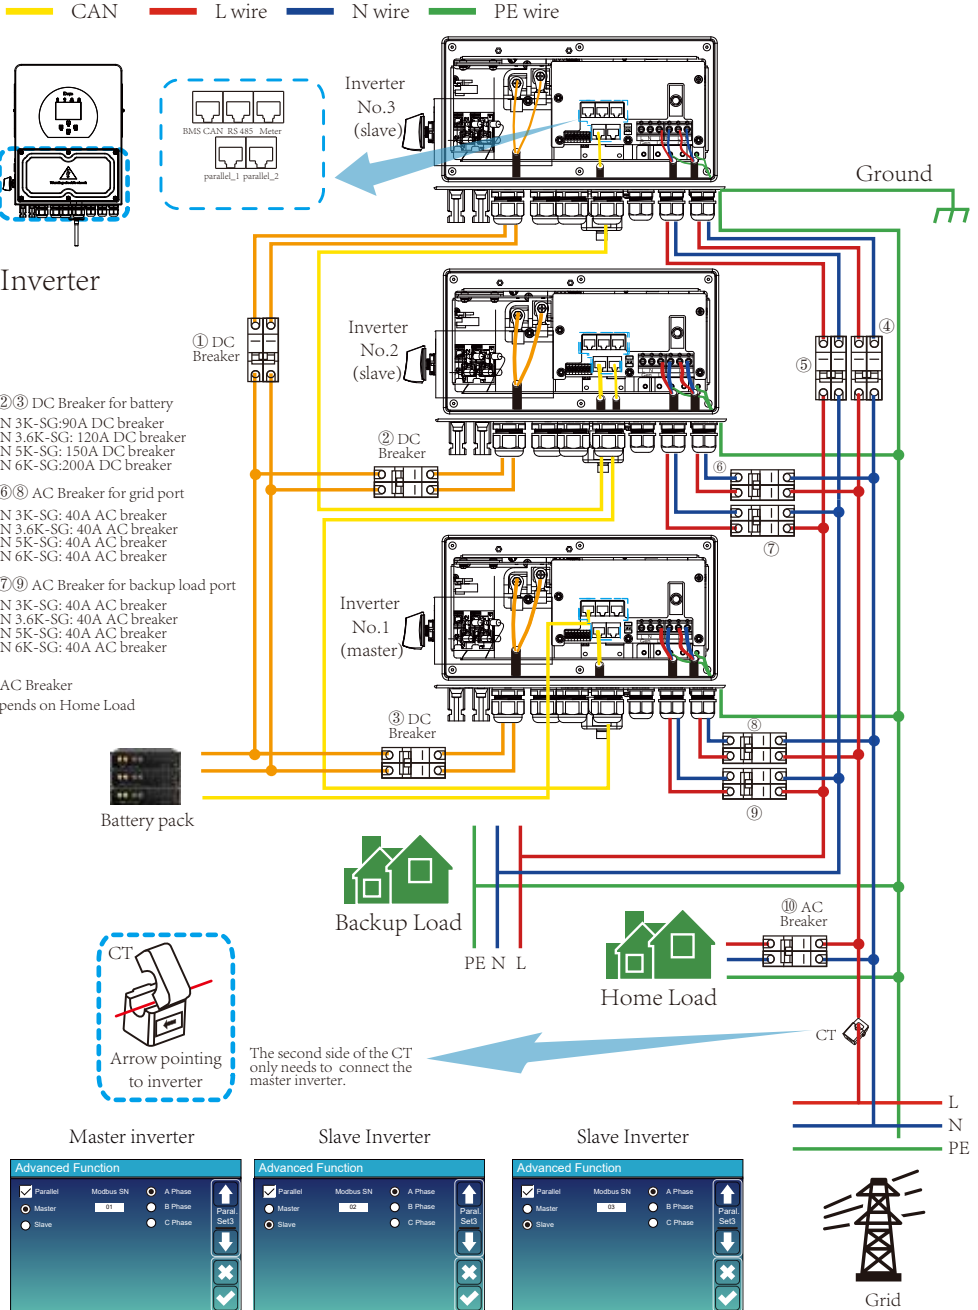 CAN L wire N wire PE wire
BMS CAN RS 485 Meter
parallel_1 parallel_2
Inverter
No.3
(slave)
Ground
Inverter
① DC
Breaker
Inverter
No.2
(slave)
④
⑤
②③ DC Breaker for battery
N 3K-SG:90A DC breaker
N 3.6K-SG: 120A DC breaker
N 5K-SG: 150A DC breaker
N 6K-SG:200A DC breaker
② DC
Breaker
⑥
⑦
⑥⑧ AC Breaker for grid port
N 3K-SG: 40A AC breaker
N 3.6K-SG: 40A AC breaker
N 5K-SG: 40A AC breaker
N 6K-SG: 40A AC breaker
⑦⑨ AC Breaker for backup load port
N 3K-SG: 40A AC breaker
N 3.6K-SG: 40A AC breaker
N 5K-SG: 40A AC breaker
N 6K-SG: 40A AC breaker
Inverter
No.1
(master)
AC Breaker
pends on Home Load
③ DC
Breaker
⑧
⑨
Battery pack
Backup Load
PE N L
⑩ AC
Breaker
Home Load
CT
Arrow pointing
to inverter
The second side of the CT
only needs to connect the
master inverter.
CT
L
N
PE
Master inverter
Advanced Function
Parallel Modbus SN A Phase
Master 01 B Phase
Slave C Phase
Paral.
Set3
Slave Inverter
Advanced Function
Parallel Modbus SN A Phase
Master 02 B Phase
Slave C Phase
Paral.
Set3
Slave Inverter
Advanced Function
Parallel Modbus SN A Phase
Master 03 B Phase
Slave C Phase
Paral.
Set3
Grid